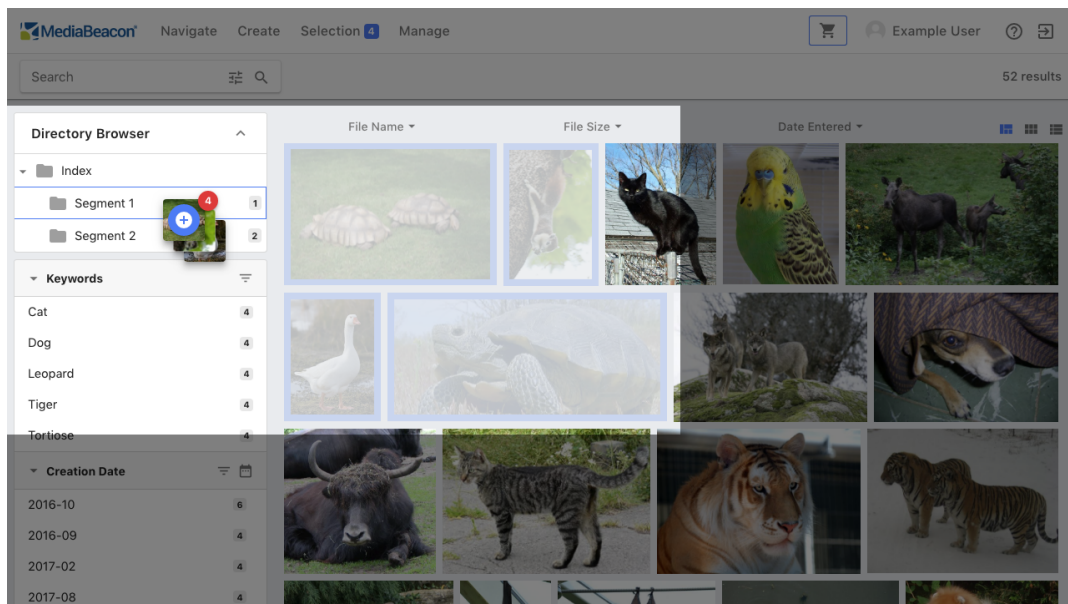 MediaBeacon Navigate Create Selection 4 Manage Example User
Search 52 results
Directory Browser File Name File Size Date Entered
Index
Segment 1 1
4
Segment 2 2
Keywords
Cat 4
Dog 4
Leopard 4
Tiger 4
Tortiose 4
Creation Date
2016-10 6
2016-09 4
2017-02 4
2017-08 4